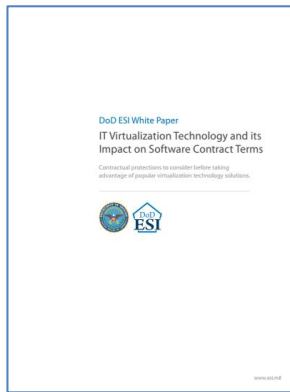 DoD ESI White Paper
IT Virtualization Technology and its
Impact on Software Contract Terms
Contractual protections to consider before taking
advantage of popular virtualization technology solutions.
DoD
ESI
www.esi.mil